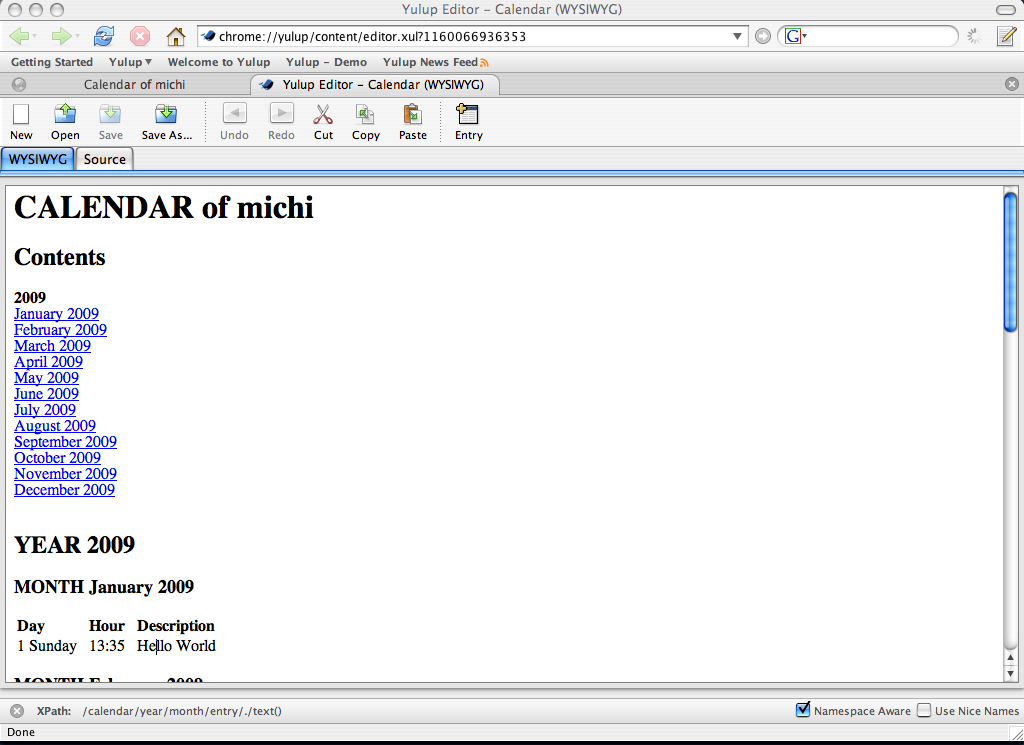 Yulup Editor – Calendar (WYSIWYG)
chrome://yulup/content/editor.xul?1160066936353
G
Getting Started Yulup Welcome to Yulup Yulup – Demo Yulup News Feed
Calendar of michi Yulup Editor – Calendar (WYSIWYG)
New Open Save Save As... Undo Redo Cut Copy Paste Entry
WYSIWYG Source
CALENDAR of michi
Contents
2009
January 2009
February 2009
March 2009
April 2009
May 2009
June 2009
July 2009
August 2009
September 2009
October 2009
November 2009
December 2009
YEAR 2009
MONTH January 2009
Day Hour Description
1 Sunday 13:35 Hello World
MONTH February 2009
XPath: /calendar/year/month/entry/./text() Namespace Aware Use Nice Names
Done